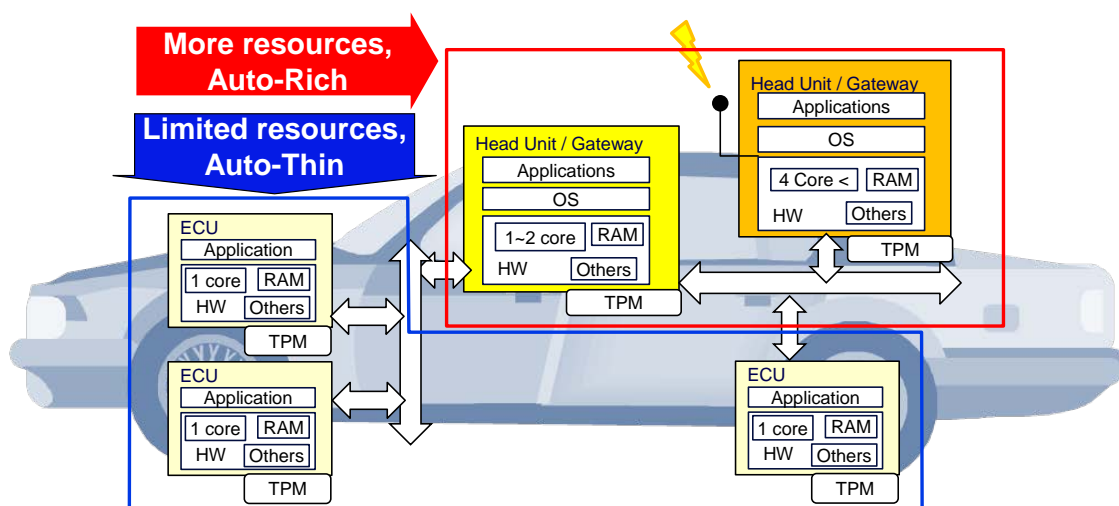 More resources,
Auto-Rich
Limited resources,
Auto-Thin
Head Unit / Gateway
Applications
OS
4 Core <
RAM
HW
Others
TPM
Head Unit / Gateway
Applications
OS
1~2 core
RAM
HW
Others
TPM
ECU
Application
1 core
RAM
HW
Others
TPM
ECU
Application
1 core
RAM
HW
Others
TPM
ECU
Application
1 core
RAM
HW
Others
TPM